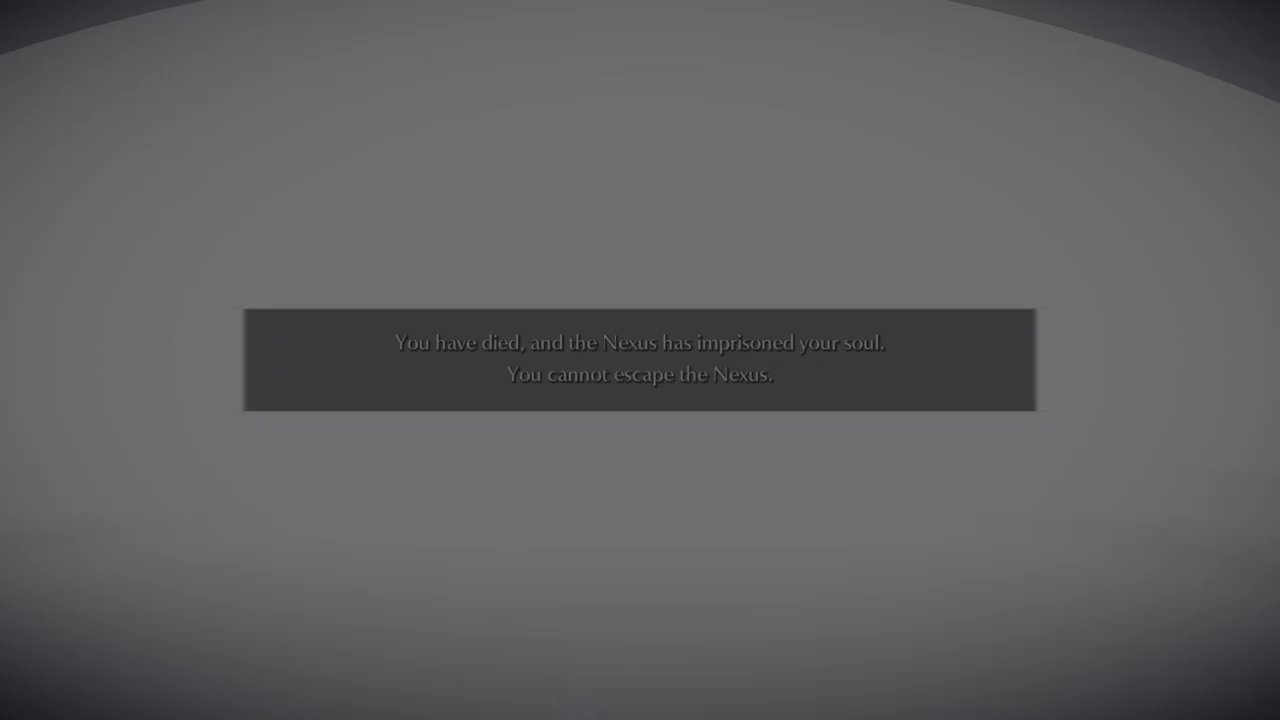 You have died, and the Nexus has imprisoned your soul.
You cannot escape the Nexus.